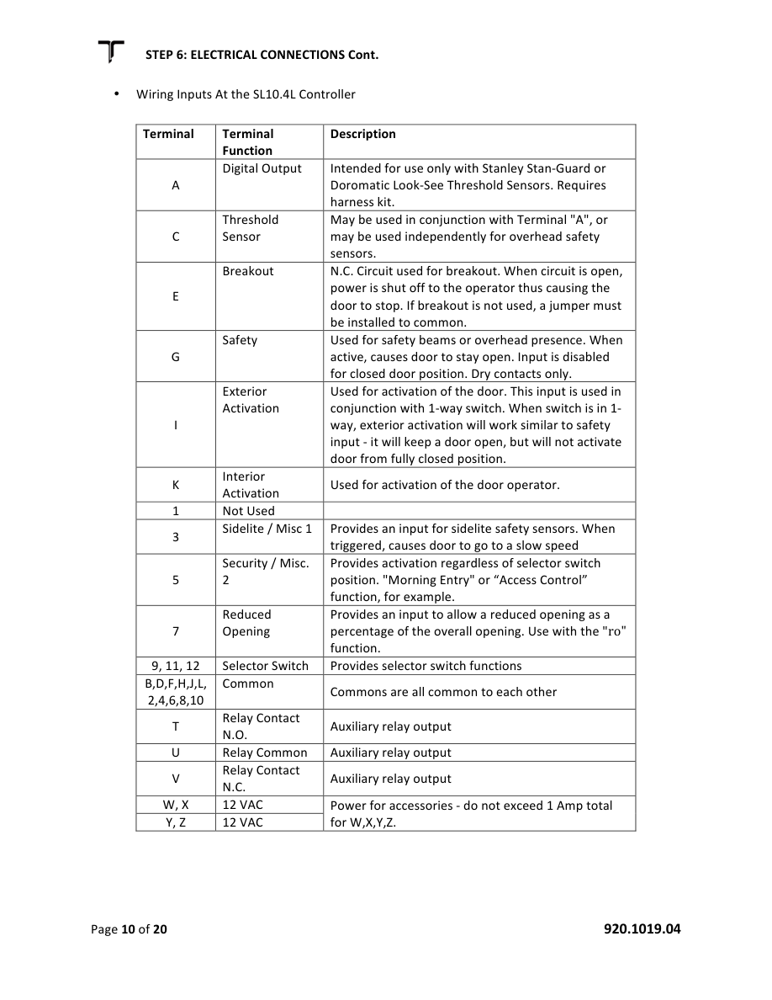 STEP 6: ELECTRICAL CONNECTIONS Cont.
• Wiring Inputs At the SL10.4L Controller
Terminal
Terminal
Function
Description
A
Digital Output
Intended for use only with Stanley Stan-Guard or
Doromatic Look-See Threshold Sensors. Requires
harness kit.
C
Threshold
Sensor
May be used in conjunction with Terminal "A", or
may be used independently for overhead safety
sensors.
E
Breakout
N.C. Circuit used for breakout. When circuit is open,
power is shut off to the operator thus causing the
door to stop. If breakout is not used, a jumper must
be installed to common.
G
Safety
Used for safety beams or overhead presence. When
active, causes door to stay open. Input is disabled
for closed door position. Dry contacts only.
I
Exterior
Activation
Used for activation of the door. This input is used in
conjunction with 1-way switch. When switch is in 1-
way, exterior activation will work similar to safety
input - it will keep a door open, but will not activate
door from fully closed position.
K
Interior
Activation
Used for activation of the door operator.
1
Not Used
3
Sidelite / Misc 1
Provides an input for sidelite safety sensors. When
triggered, causes door to go to a slow speed
5
Security / Misc.
2
Provides activation regardless of selector switch
position. "Morning Entry" or “Access Control”
function, for example.
7
Reduced
Opening
Provides an input to allow a reduced opening as a
percentage of the overall opening. Use with the "ro"
function.
9, 11, 12
Selector Switch
Provides selector switch functions
B,D,F,H,J,L,
2,4,6,8,10
Common
Commons are all common to each other
T
Relay Contact
N.O.
Auxiliary relay output
U
Relay Common
Auxiliary relay output
V
Relay Contact
N.C.
Auxiliary relay output
W, X
12 VAC
Power for accessories - do not exceed 1 Amp total
for W,X,Y,Z.
Y, Z
12 VAC
Page 10 of 20
920.1019.04